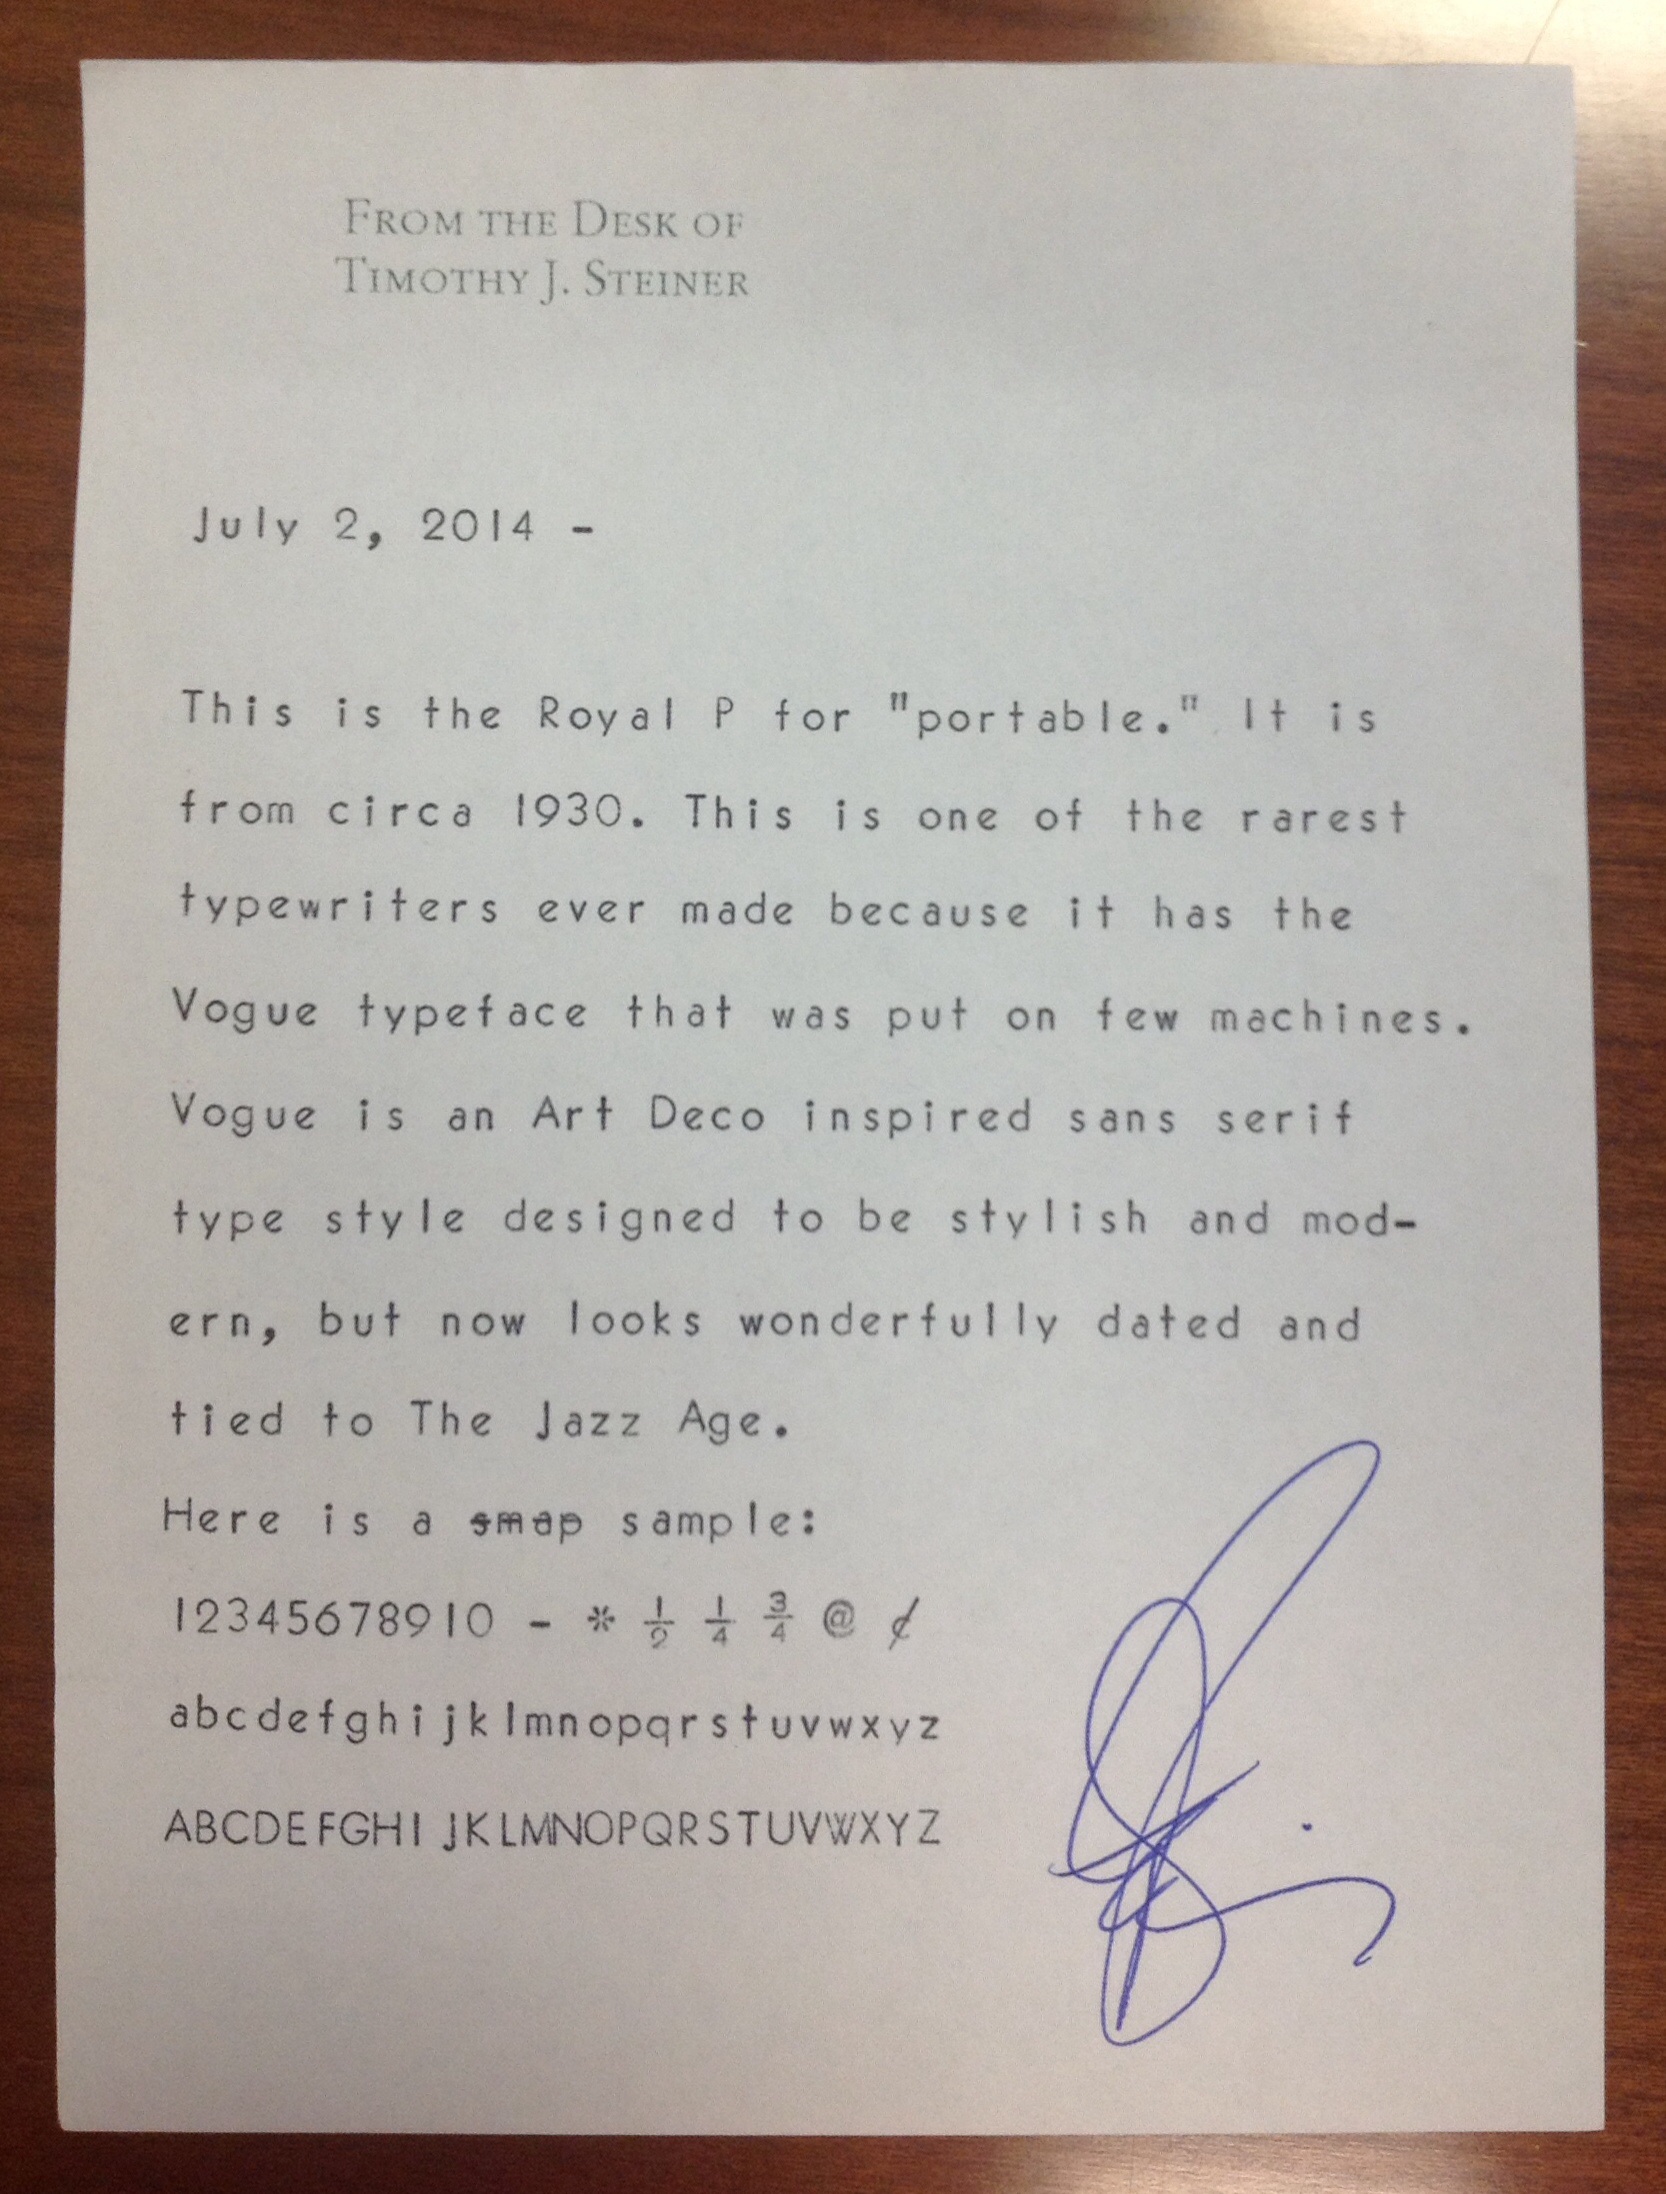 FROM THE DESK OF
TIMOTHY J. STEINER
July 2, 2014 -
This is the Royal P for "portable." It is
from circa 1930. This is one of the rarest
typewriters ever made because it has the
Vogue typeface that was put on few machines.
Vogue is an Art Deco inspired sans serif
type style designed to be stylish and mod-
ern, but now looks wonderfully dated and
tied to The Jazz Age.
Here is a smap sample:
12345678910 - * ½ ¼ ¾ @ ¢
abcdefghijklmnopqrstuvwxyz
ABCDEFGHIJKLMNOPQRSTUVWXYZ